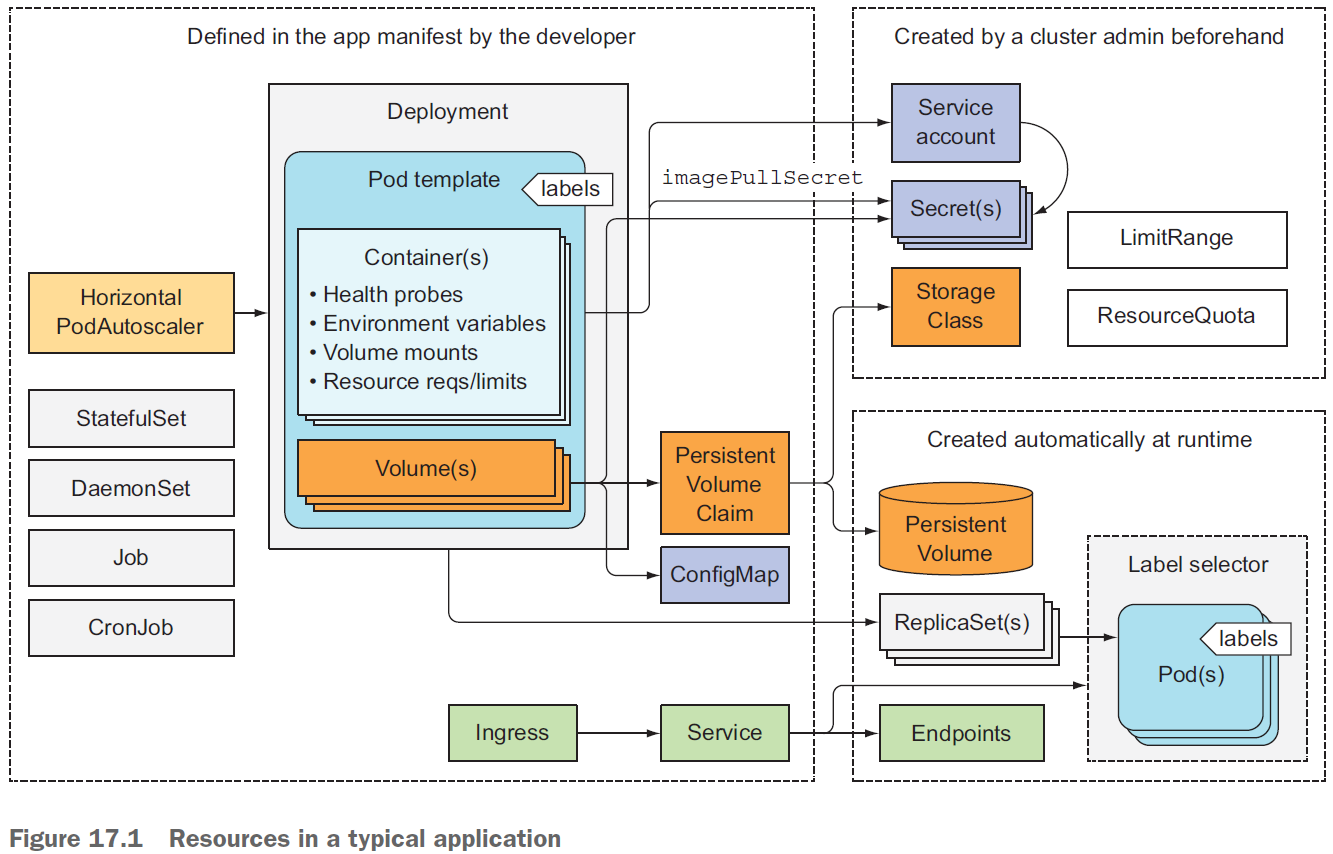 Defined in the app manifest by the developer
Deployment
Pod template
labels
Container(s)
• Health probes
• Environment variables
• Volume mounts
• Resource reqs/limits
Volume(s)
Horizontal
PodAutoscaler
StatefulSet
DaemonSet
Job
CronJob
Persistent
Volume
Claim
ConfigMap
Ingress
Service
imagePullSecret
Created by a cluster admin beforehand
Service
account
Secret(s)
Storage
Class
LimitRange
ResourceQuota
Created automatically at runtime
Persistent
Volume
ReplicaSet(s)
Endpoints
Label selector
labels
Pod(s)
Figure 17.1 Resources in a typical application